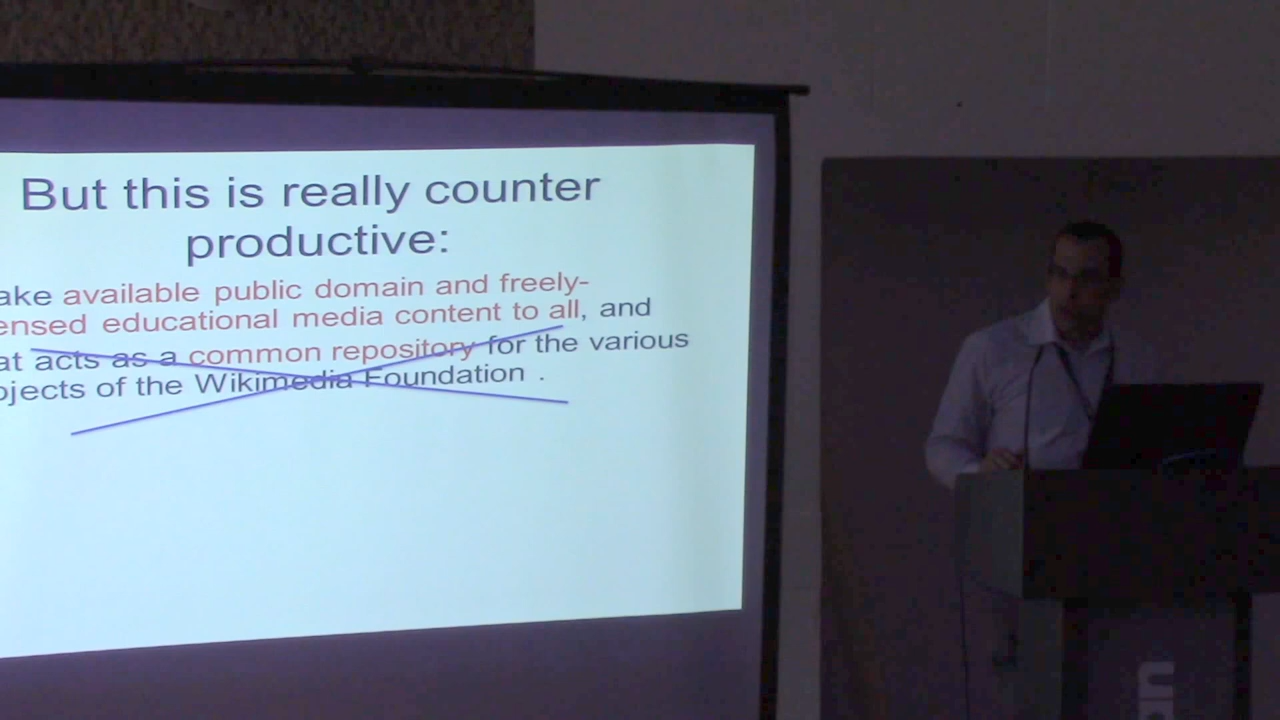 But this is really counter
productive:
ake available public domain and freely-
ensed educational media content to all, and
at acts as a common repository for the various
ojects of the Wikimedia Foundation .
un